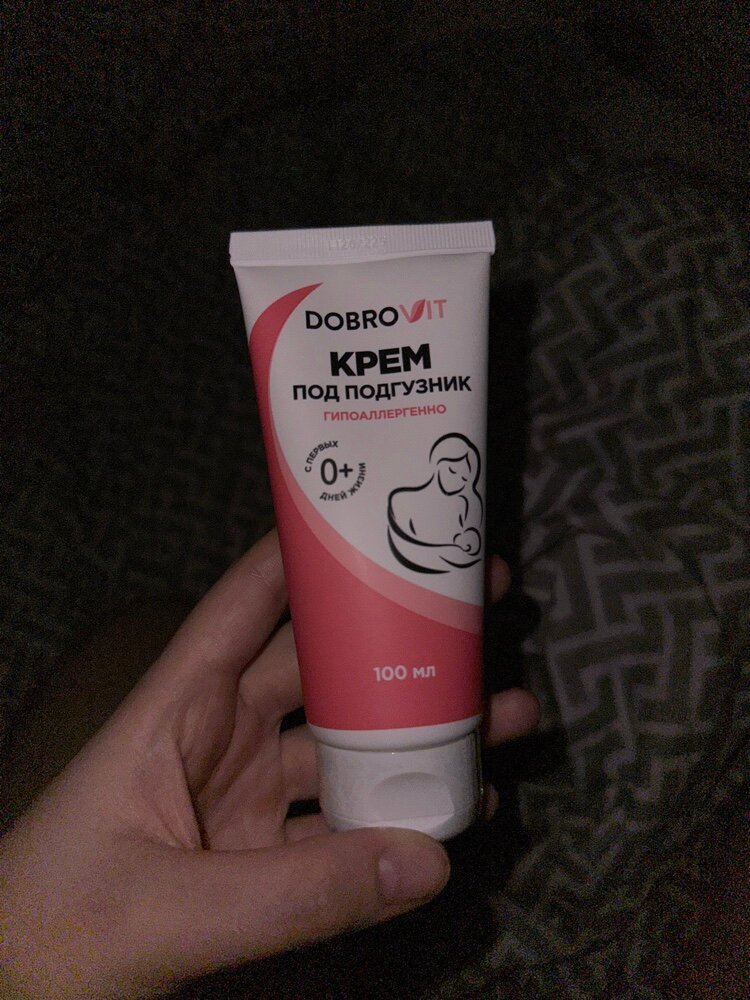 DOBROVIT
КРЕМ
ПОД ПОДГУЗНИК
ГИПОАЛЛЕРГЕННО
С ПЕРВЫХ
0+
ДНЕЙ ЖИЗНИ
100 мл